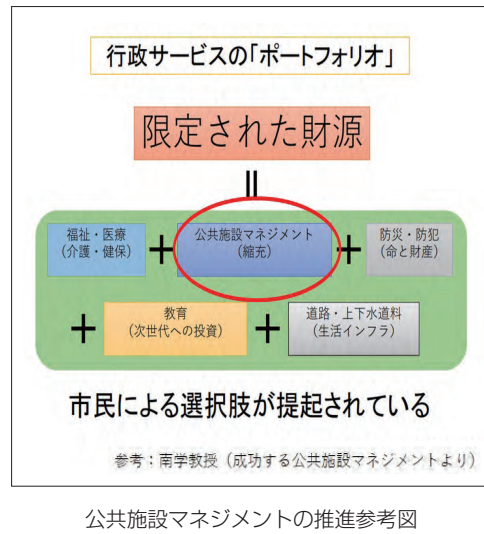 行政サービスの「ポートフォリオ」
限定された財源
=
福祉・医療
(介護・健保)
+
公共施設マネジメント
(縮充)
+
防災・防犯
(命と財産)
+
教育
(次世代への投資)
+
道路・上下水道料
(生活インフラ)
市民による選択肢が提起されている
参考:南学教授(成功する公共施設マネジメントより)
公共施設マネジメントの推進参考図